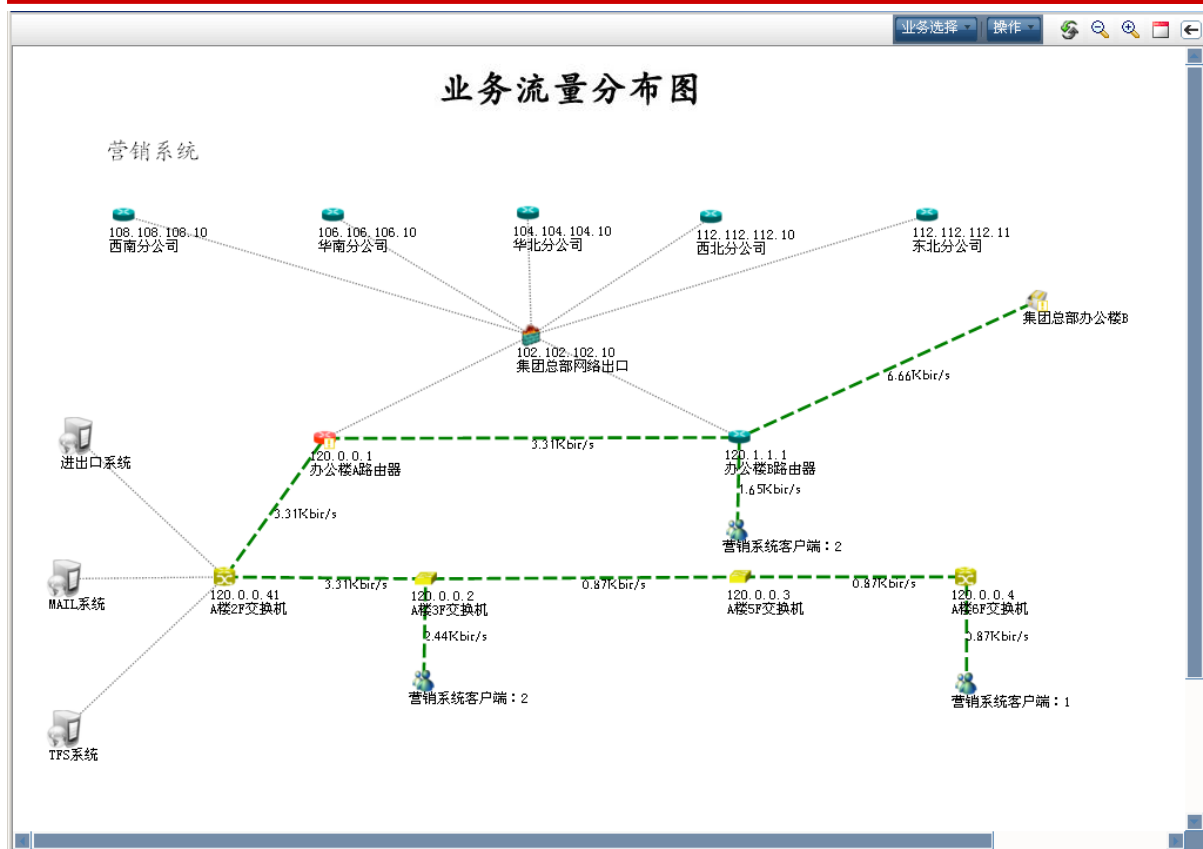 业务选择 操作
业务流量分布图
营销系统
108.108.108.10
西南分公司
106.106.106.10
华南分公司
104.104.104.10
华北分公司
112.112.112.10
西北分公司
112.112.112.11
东北分公司
集团总部办公楼B
102.102.102.10
集团总部网络出口
6.66Kbir/s
进出口系统
120.0.0.1
办公楼A路由器
3.31Kbir/s
120.1.1.1
办公楼B路由器
1.65Kbir/s
3.31Kbir/s
营销系统客户端：2
MAIL系统
120.0.0.41
A楼2F交换机
3.31Kbir/s
120.0.0.2
A楼3F交换机
0.87Kbir/s
120.0.0.3
A楼5F交换机
0.87Kbir/s
120.0.0.4
A楼6F交换机
2.44Kbir/s
0.87Kbir/s
营销系统客户端：2
营销系统客户端：1
TFS系统